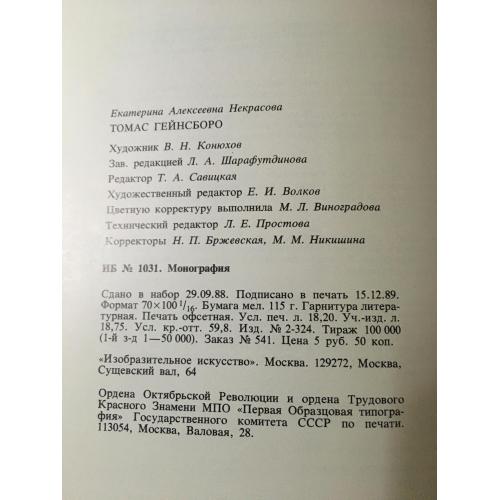 Екатерина Алексеевна Некрасова
ТОМАС ГЕЙНСБОРО
Художник В. Н. Конюхов
Зав. редакцией Л. А. Шарафутдинова
Редактор Т. А. Савицкая
Художественный редактор Е. И. Волков
Цветную корректуру выполнила М. Л. Виноградова
Технический редактор Л. Е. Простова
Корректоры Н. П. Бржевская, М. М. Никишина
ИБ № 1031. Монография
Сдано в набор 29.09.88. Подписано в печать 15.12.89.
Формат 70×100 1/16. Бумага мел. 115 г. Гарнитура литера-
турная. Печать офсетная. Усл. печ. л. 18,20. Уч.-изд. л.
18,75. Усл. кр.-отт. 59,8. Изд. № 2-324. Тираж 100 000
(1-й з-д 1—50 000). Заказ № 541. Цена 5 руб. 50 коп.
«Изобразительное искусство». Москва. 129272, Москва,
Сущевский вал, 64
Ордена Октябрьской Революции и ордена Трудового
Красного Знамени МПО «Первая Образцовая типогра-
фия» Государственного комитета СССР по печати.
113054, Москва, Валовая, 28.